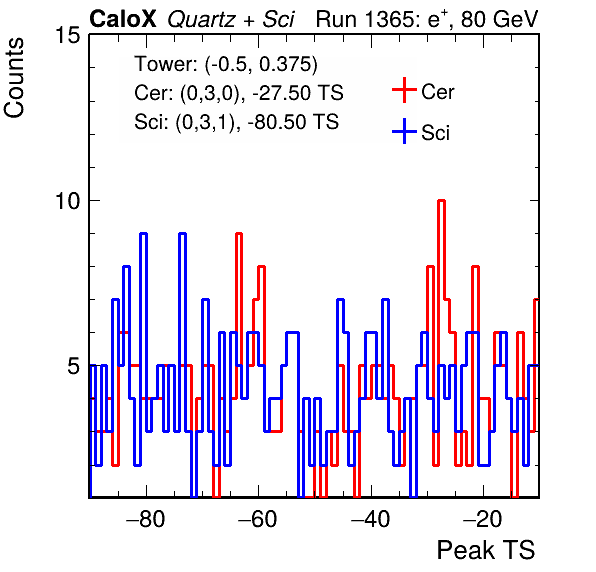 CaloX Quartz + Sci Run 1365: e⁺, 80 GeV
Tower: (-0.5, 0.375)
Cer: (0,3,0), -27.50 TS
Sci: (0,3,1), -80.50 TS
Cer
Sci
Counts
15
10
5
−80 −60 −40 −20
Peak TS